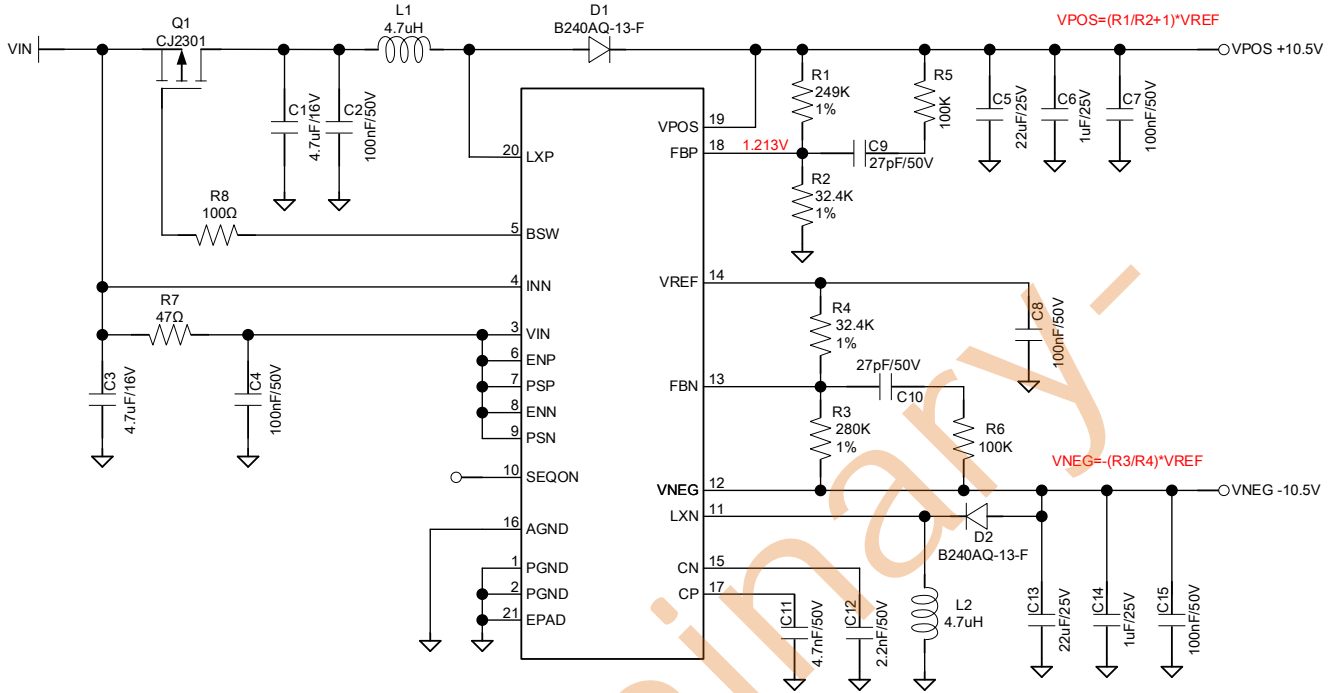 L1
4.7uH
D1
B240AQ-13-F
VPOS=(R1/R2+1)*VREF
Q1
CJ2301
VIN
VPOS +10.5V
C1
4.7uF/16V
C2
100nF/50V
R1
249K
1%
R5
100K
C5
22uF/25V
C6
1uF/25V
C7
100nF/50V
VPOS
19
FBP
18
1.213V
C9
27pF/50V
20
LXP
R2
32.4K
1%
R8
100Ω
5
BSW
4
INN
VREF
14
R4
32.4K
1%
C8
100nF/50V
R7
47Ω
3
VIN
6
ENP
7
PSP
8
ENN
9
PSN
C3
4.7uF/16V
C4
100nF/50V
27pF/50V
C10
FBN
13
R3
280K
1%
R6
100K
VNEG=-(R3/R4)*VREF
10
SEQON
VNEG
12
VNEG -10.5V
LXN
11
D2
B240AQ-13-F
16
AGND
CN
15
CP
17
1
PGND
2
PGND
21
EPAD
C11
4.7nF/50V
C12
2.2nF/50V
L2
4.7uH
C13
22uF/25V
C14
1uF/25V
C15
100nF/50V
inary-